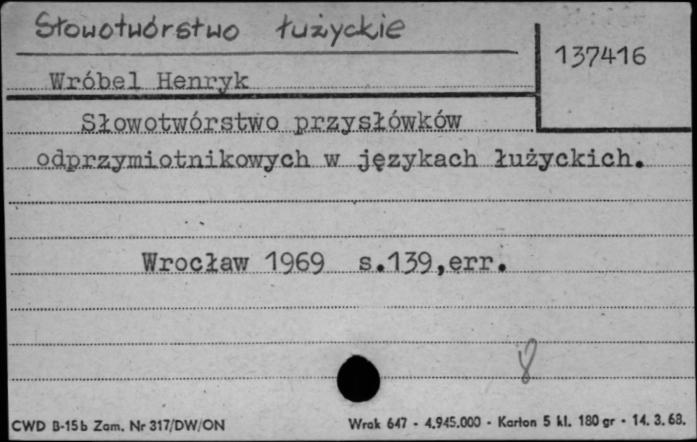 Słowotwórstwo łużyckie
137416
Wróbel Henryk
Słowotwórstwo przysłówków
odprzymiotnikowych w językach łużyckich.
Wrocław 1969 s.139,err.
8
CWD B-15b Zam. Nr 317/DW/ON Wrak 647 - 4.945.000 - Karton 5 kl. 180 gr - 14.3.68.